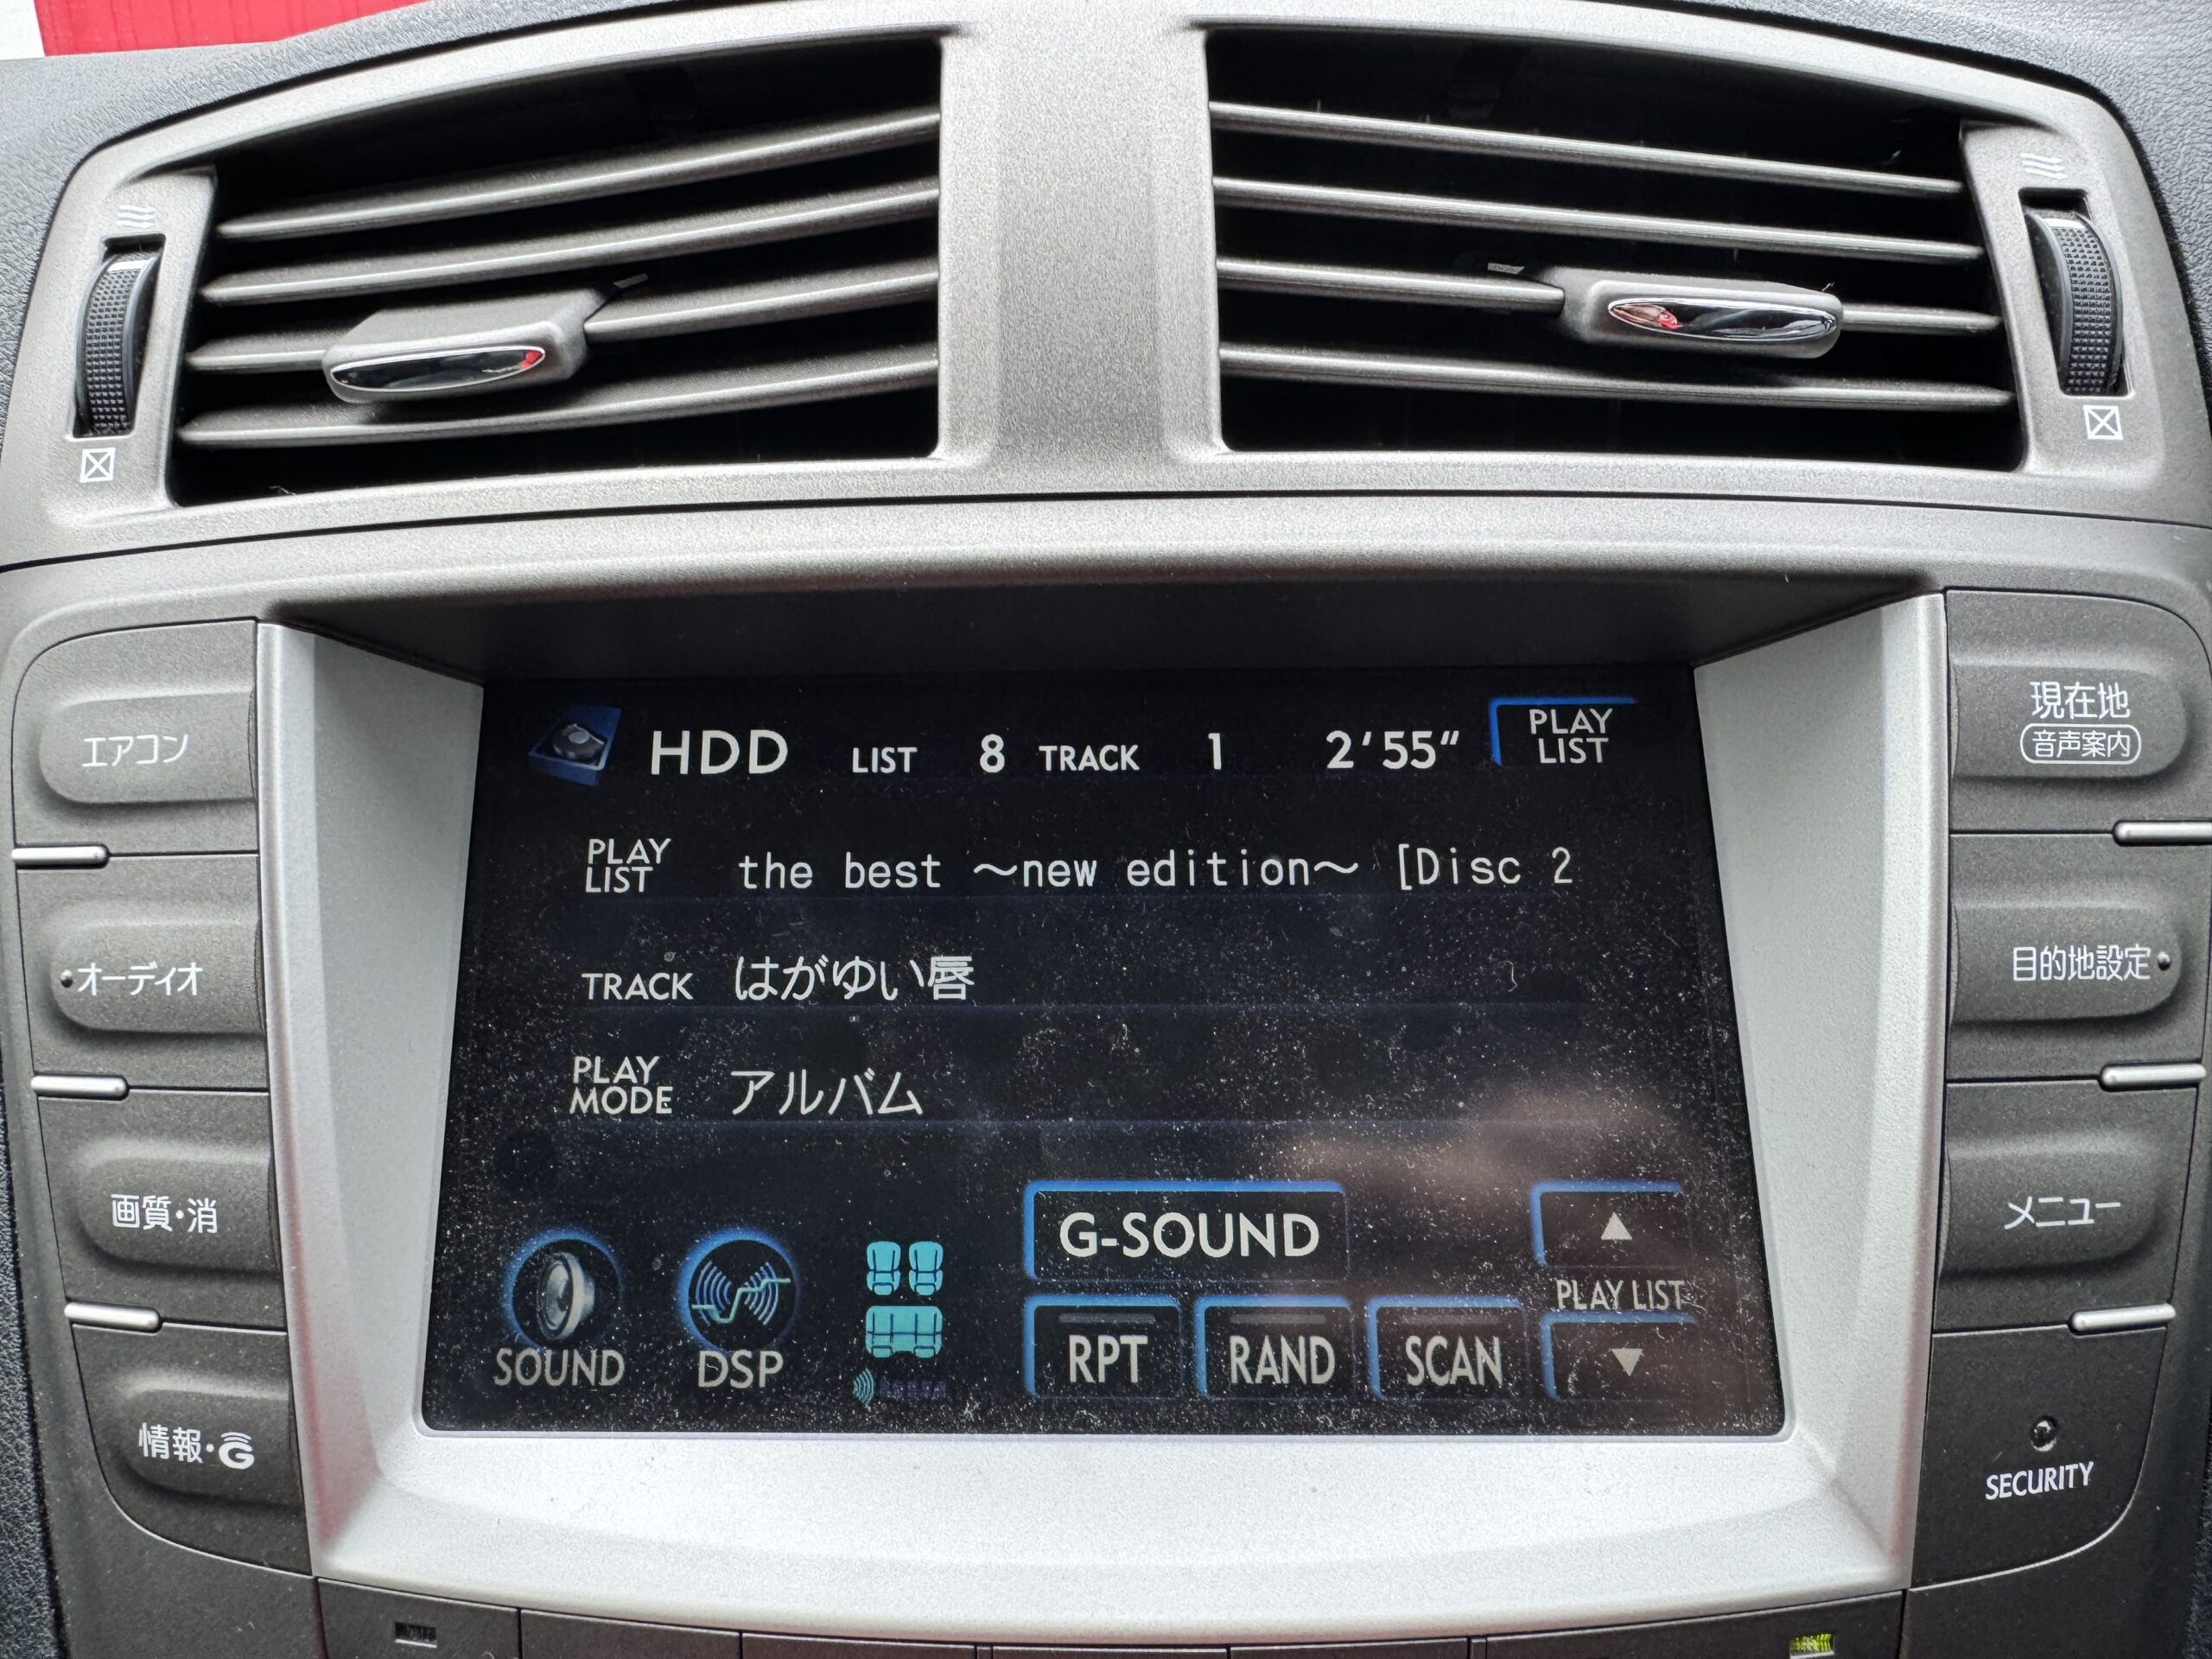 エアコン
オーディオ
画質・消
情報・G
HDD LIST 8 TRACK 1 2'55" PLAY LIST
PLAY LIST the best ～new edition～ [Disc 2
TRACK はがゆい唇
PLAY MODE アルバム
SOUND
DSP
G-SOUND
RPT
RAND
SCAN
▲
PLAY LIST
▼
現在地
音声案内
目的地設定
メニュー
SECURITY